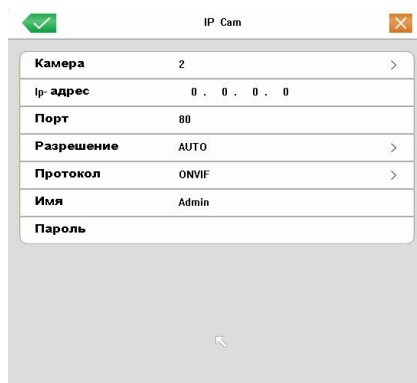 IP Cam
Камера 2
Ip- адрес 0 . 0 . 0 . 0
Порт 80
Разрешение AUTO
Протокол ONVIF
Имя Admin
Пароль